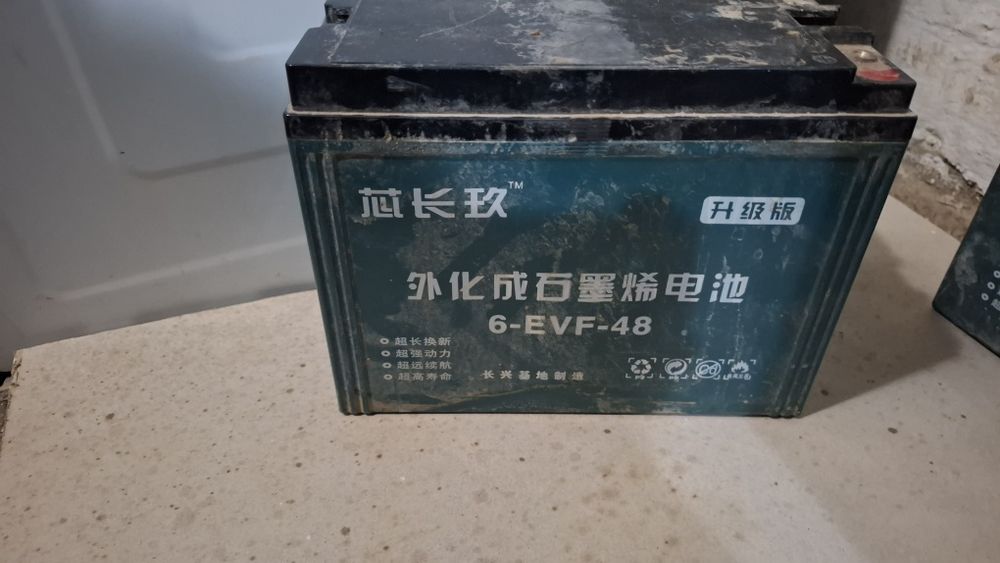 芯长玖™
升级版
外化成石墨烯电池
6-EVF-48
超长换新
超强动力
超远续航
超高寿命
长兴基地制造
Pb
Pb